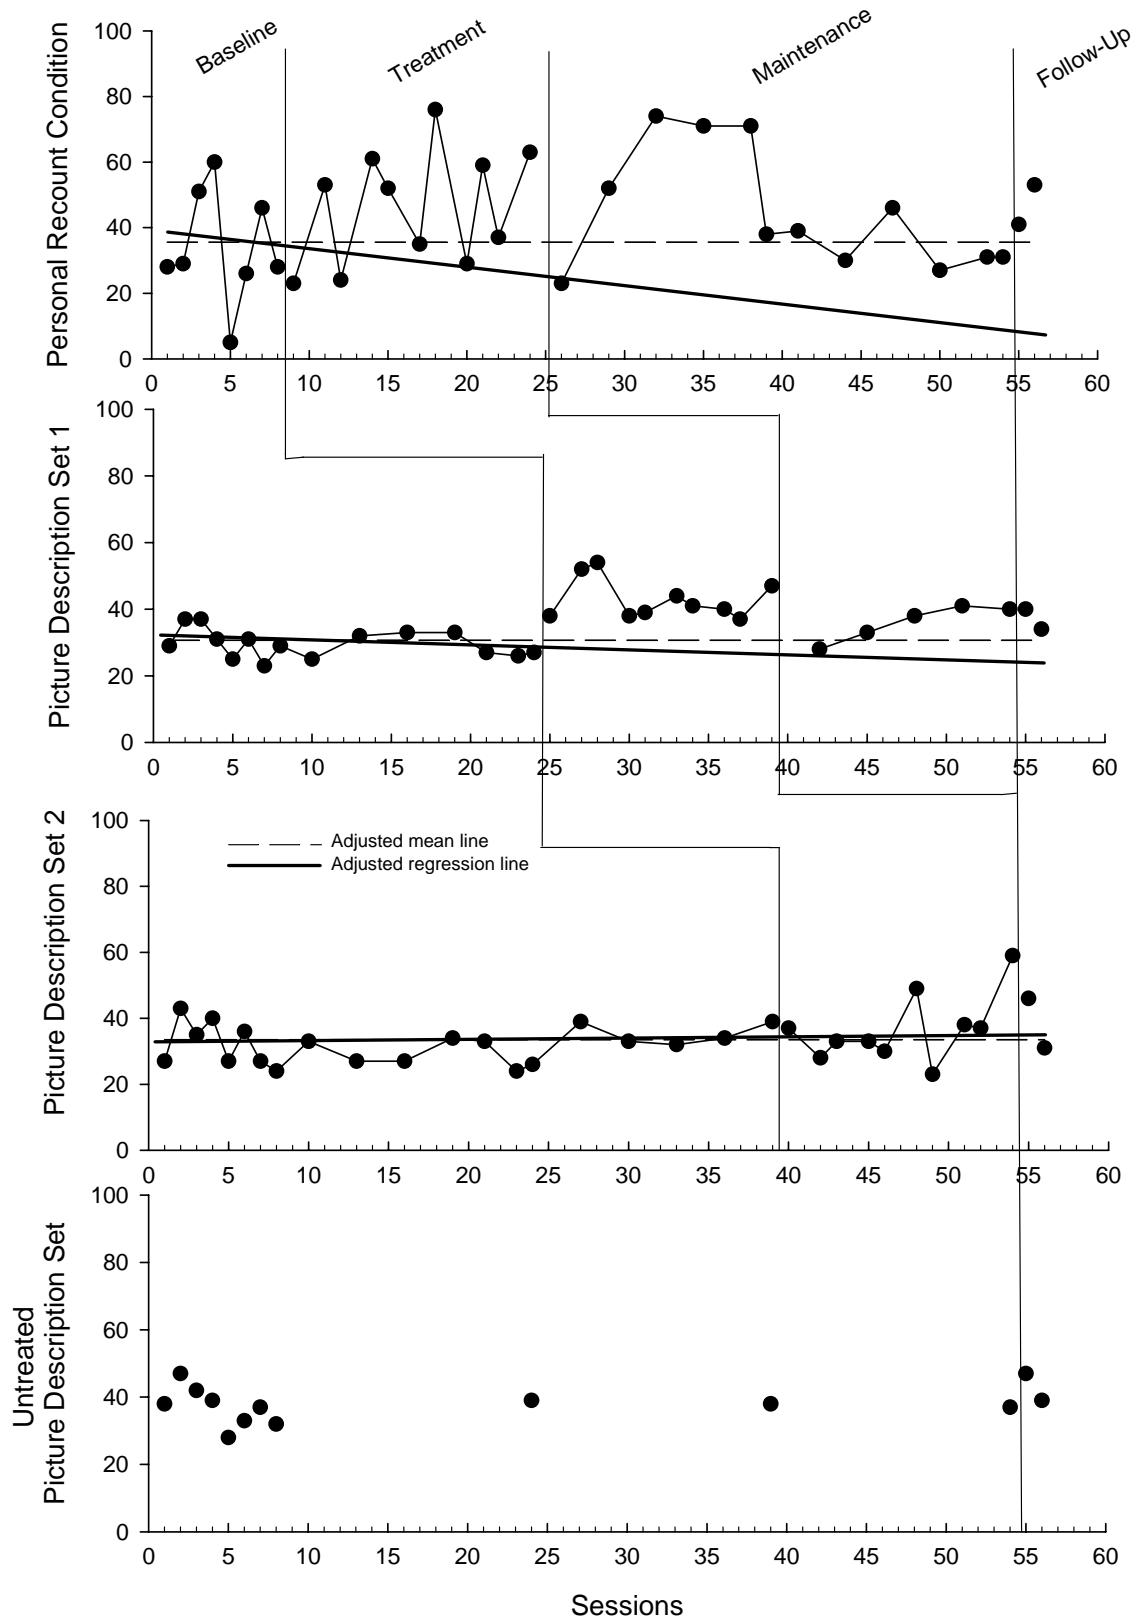 Baseline
Treatment
Maintenance
Follow-Up
Personal Recount Condition
100
80
60
40
20
0
0 5 10 15 20 25 30 35 40 45 50 55 60
Picture Description Set 1
100
80
60
40
20
0
0 5 10 15 20 25 30 35 40 45 50 55 60
Picture Description Set 2
100
80
60
40
20
0
Adjusted mean line
Adjusted regression line
0 5 10 15 20 25 30 35 40 45 50 55 60
Untreated
Picture Description Set
100
80
60
40
20
0
0 5 10 15 20 25 30 35 40 45 50 55 60
Sessions